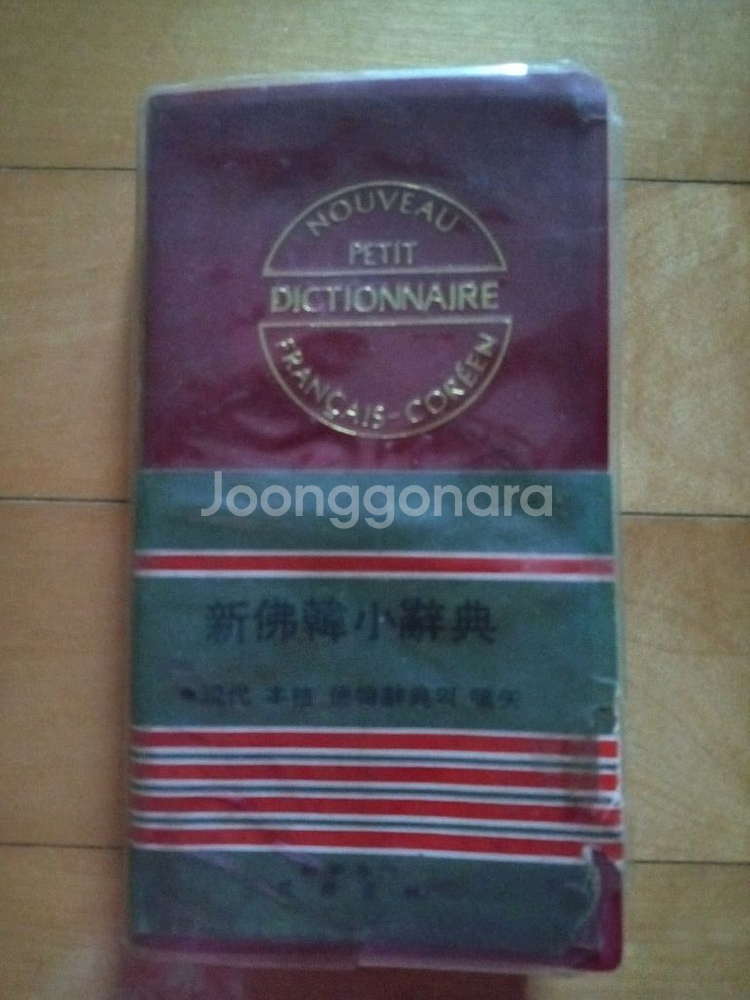 NOUVEAU
PETIT
DICTIONNAIRE
FRANÇAIS-CORÉEN
Joonggonara
新佛韓小辭典
現代 本格 佛韓辭典의 嚆矢